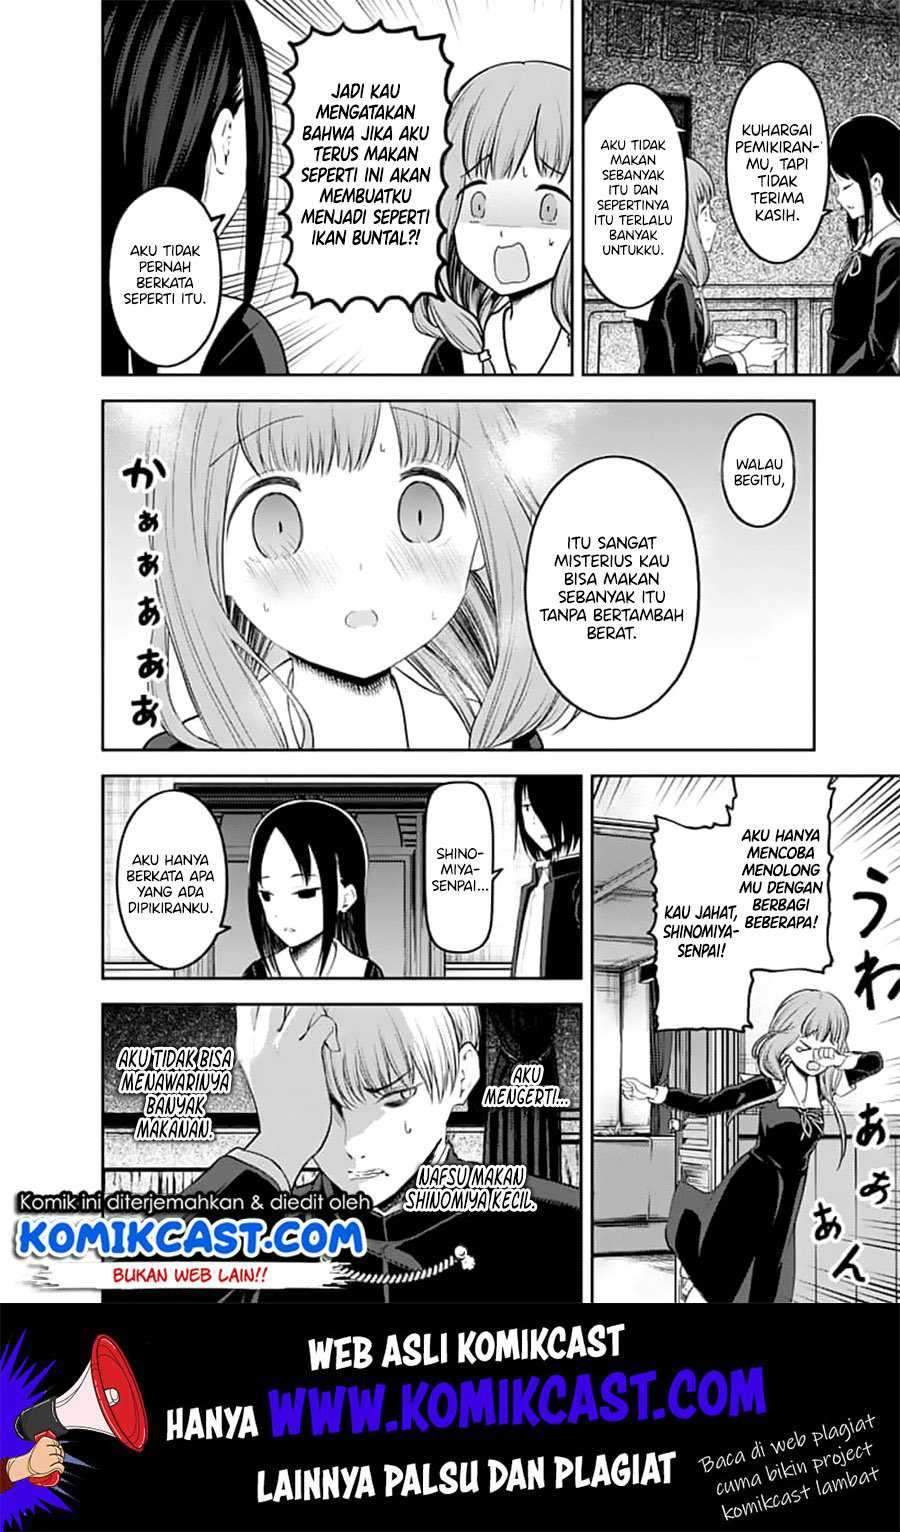 KUHARGAI
PEMIKIRAN-
MU, TAPI
TIDAK
TERIMA
KASIH.
AKU TIDAK
MAKAN
SEBANYAK
ITU DAN
SEPERTINYA
ITU TERLALU
BANYAK
UNTUKKU.
JADI KAU
MENGATAKAN
BAHWA JIKA AKU
TERUS MAKAN
SEPERTI INI AKAN
MEMBUATKU
MENJADI SEPERTI
IKAN BUNTAL?!
AKU TIDAK
PERNAH
BERKATA
SEPERTI ITU.
WALAU
BEGITU,
ITU SANGAT
MISTERIUS KAU
BISA MAKAN
SEBANYAK ITU
TANPA BERTAMBAH
BERAT.
かぁぁぁぁぁ
AKU HANYA
MENCOBA
MENOLONG
MU DENGAN
BERBAGI
BEBERAPA!
KAU JAHAT,
SHINOMIYA-
SENPAI!
うわぁぉぁん
SHINO-
MIYA-
SENPAI...
AKU HANYA
BERKATA APA
YANG ADA
DIPIKIRANKU.
AKU
MENGERTI...
NAFSU MAKAN
SHINOMIYA KECIL.
AKU TIDAK BISA
MENAWARINYA
BANYAK
MAKANAN.
Komik ini diterjemahkan & diedit oleh
KOMIKCAST.COM
BUKAN WEB LAIN!!
WEB ASLI KOMIKCAST
HANYA WWW.KOMIKCAST.COM
LAINNYA PALSU DAN PLAGIAT
Baca di web plagiat
cuma bikin project
komikcast lambat